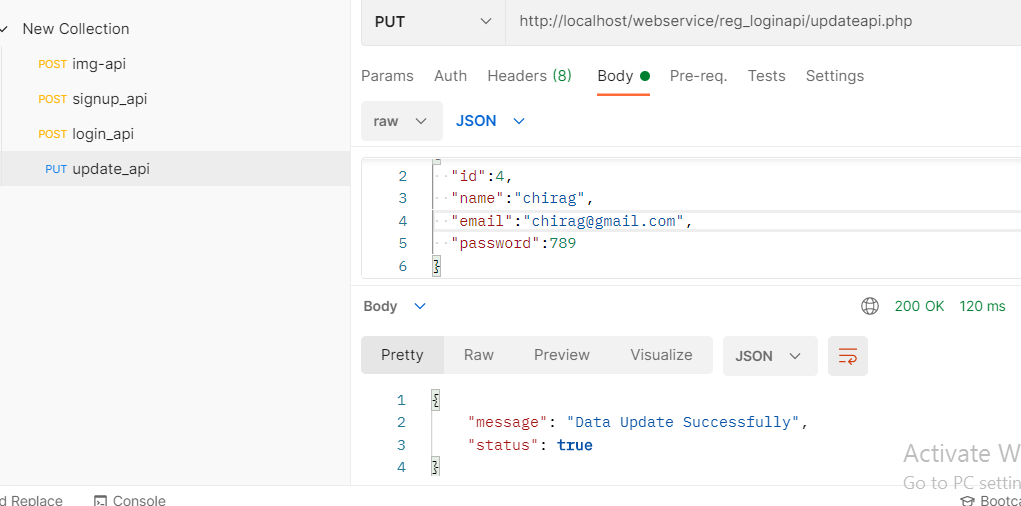 New Collection
POST img-api
POST signup_api
POST login_api
PUT update_api
PUT http://localhost/webservice/reg_loginapi/updateapi.php
Params Auth Headers (8) Body Pre-req. Tests Settings
raw JSON
2 "id":4,
3 "name":"chirag",
4 "email":"chirag@gmail.com",
5 "password":789
6 }
Body 200 OK 120 ms
Pretty Raw Preview Visualize JSON
1 {
2 "message": "Data Update Successfully",
3 "status": true
4 }
Activate W
Go to PC settin
d Replace Console Bootca